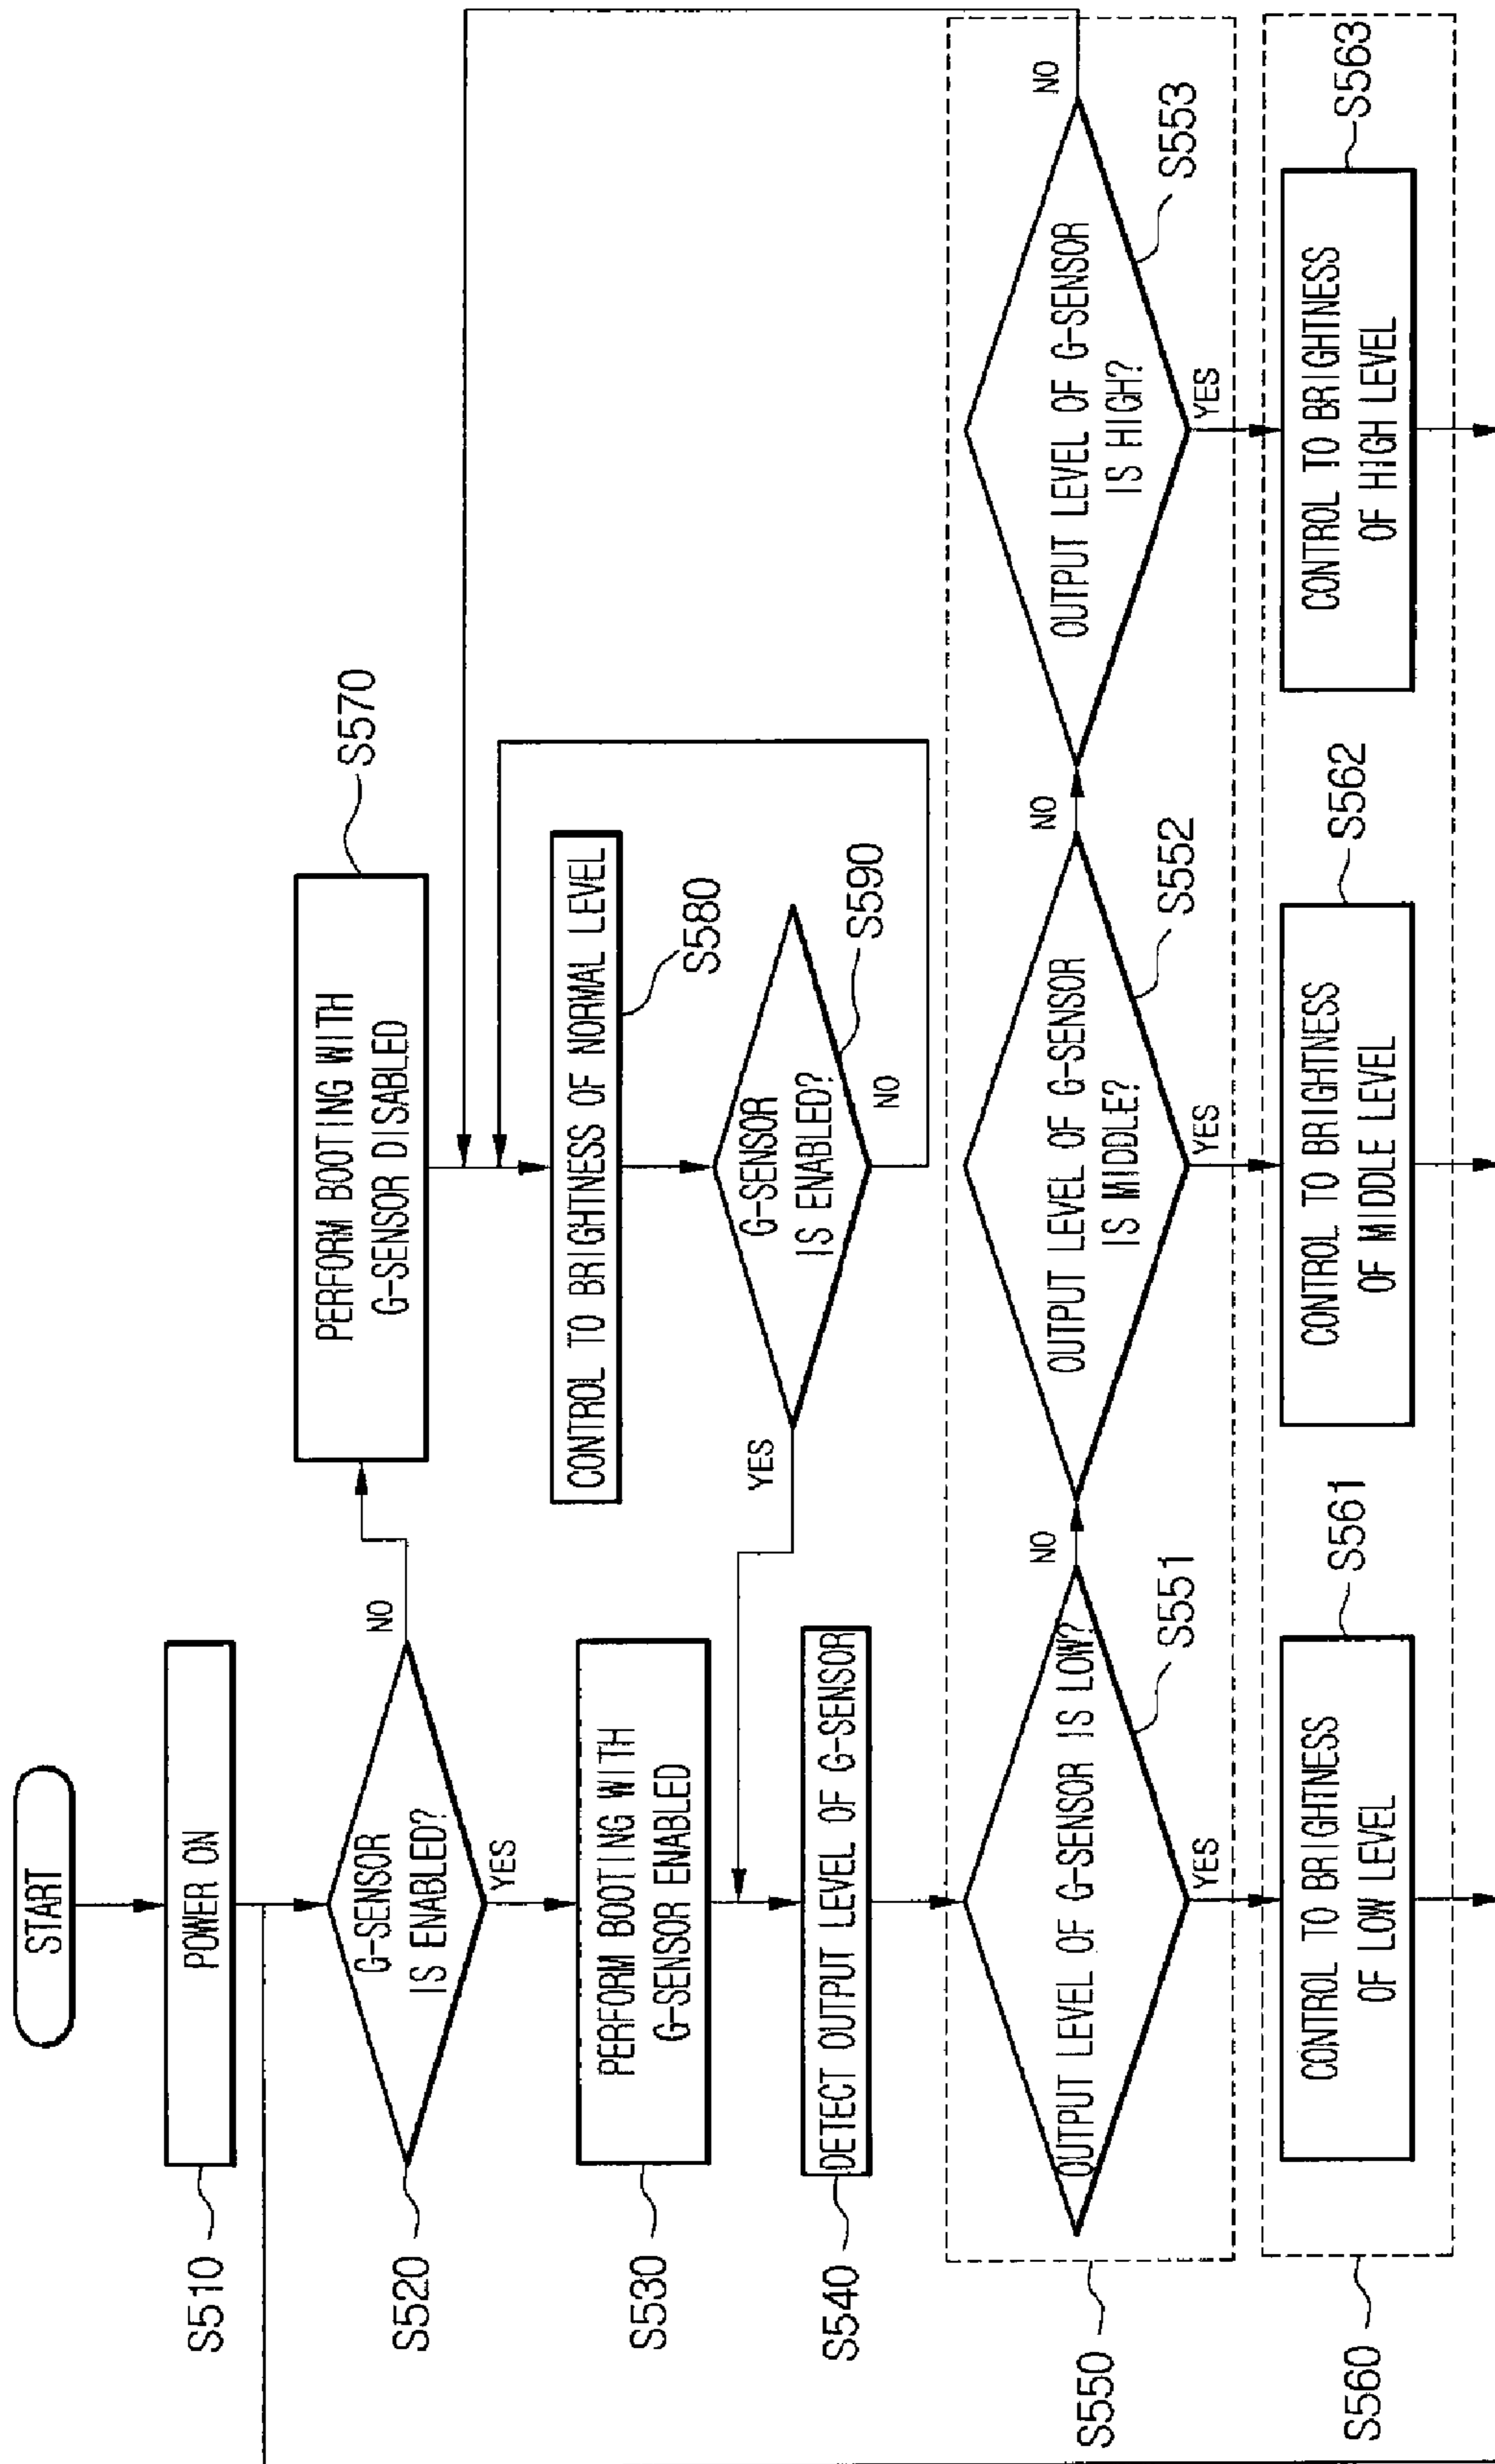 START
S510
POWER ON
S520
G-SENSOR
IS ENABLED?
NO
YES
S570
PERFORM BOOTING WITH
G-SENSOR DISABLED
S530
PERFORM BOOTING WITH
G-SENSOR ENABLED
CONTROL TO BRIGHTNESS OF NORMAL LEVEL
S580
G-SENSOR
IS ENABLED?
S590
YES
NO
S540
DETECT OUTPUT LEVEL OF G-SENSOR
S550
OUTPUT LEVEL OF G-SENSOR IS LOW?
NO
S551
YES
OUTPUT LEVEL OF G-SENSOR
IS MIDDLE?
NO
S552
YES
OUTPUT LEVEL OF G-SENSOR
IS HIGH?
NO
S553
YES
S560
CONTROL TO BRIGHTNESS
OF LOW LEVEL
S561
CONTROL TO BRIGHTNESS
OF MIDDLE LEVEL
S562
CONTROL TO BRIGHTNESS
OF HIGH LEVEL
S563